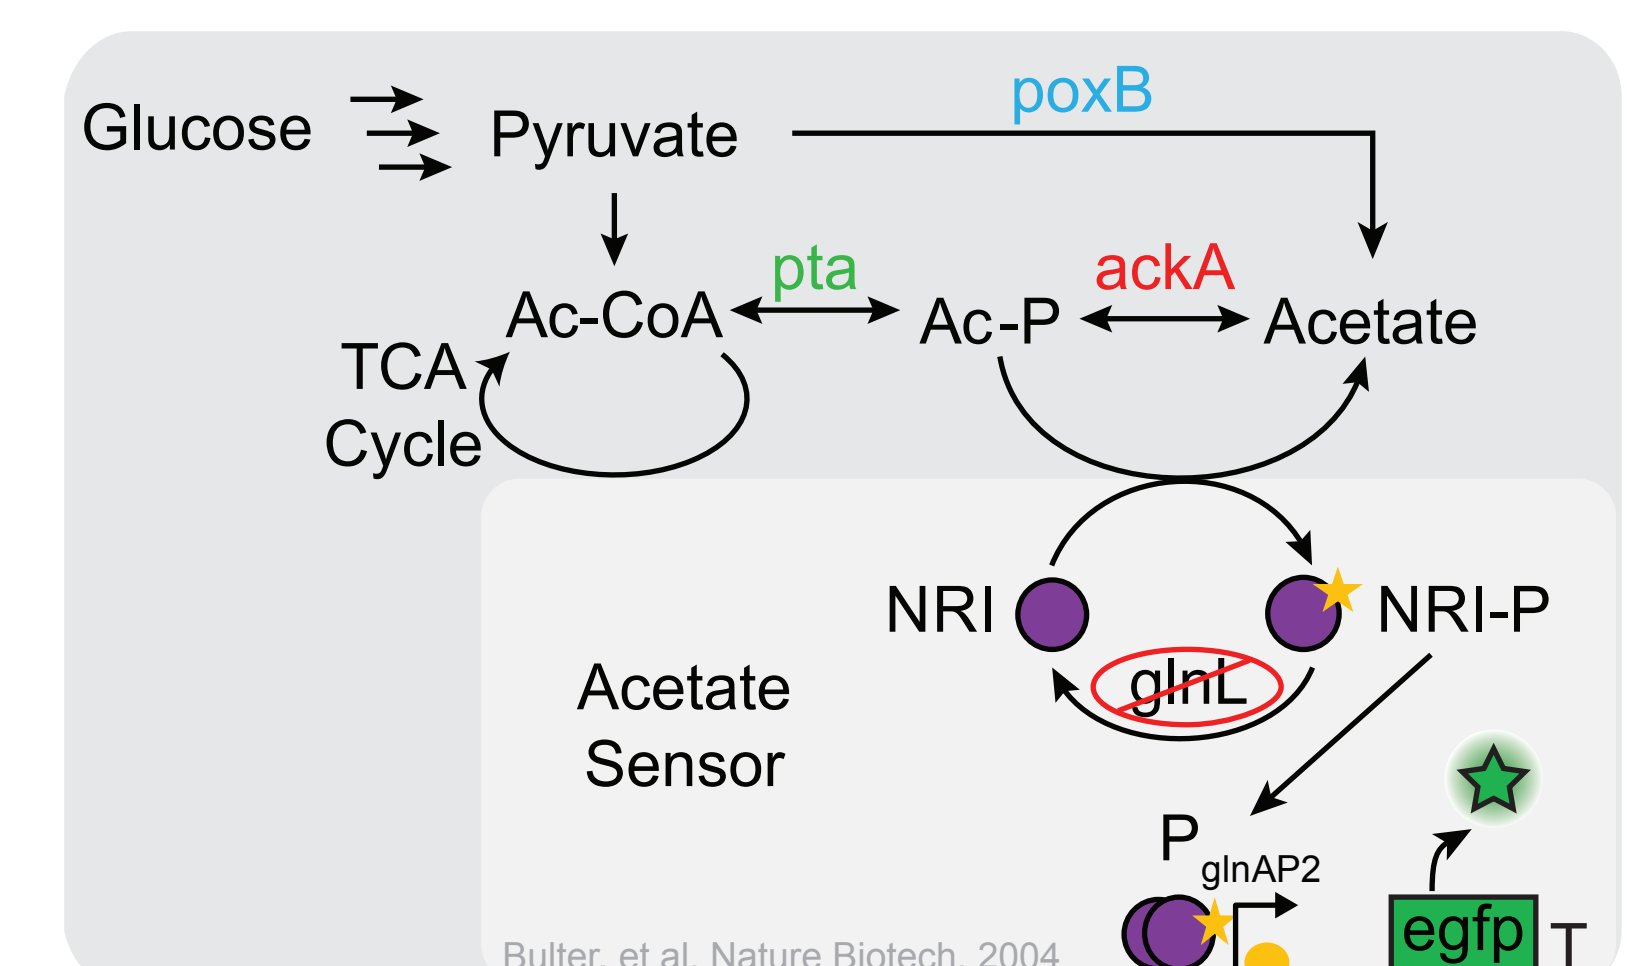 poxB
Glucose
Pyruvate
pta
ackA
Ac-CoA
Ac-P
Acetate
TCA
Cycle
NRI
NRI-P
glnL
Acetate
Sensor
P glnAP2
egfp
T
Bulter, et al. Nature Biotech. 2004